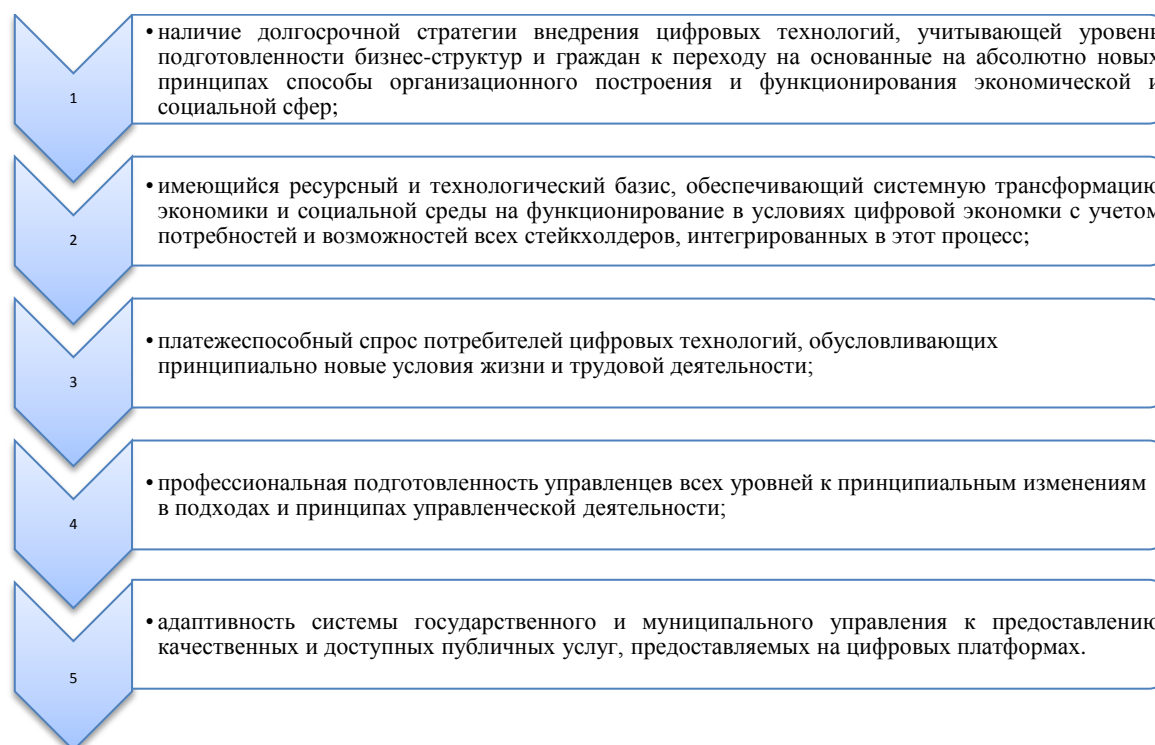 1
• наличие долгосрочной стратегии внедрения цифровых технологий, учитывающей уровень
подготовленности бизнес-структур и граждан к переходу на основанные на абсолютно новых
принципах способы организационного построения и функционирования экономической и
социальной сфер;
2
• имеющийся ресурсный и технологический базис, обеспечивающий системную трансформацию
экономики и социальной среды на функционирование в условиях цифровой экономки с учетом
потребностей и возможностей всех стейкхолдеров, интегрированных в этот процесс;
3
• платежеспособный спрос потребителей цифровых технологий, обусловливающих
принципиально новые условия жизни и трудовой деятельности;
4
• профессиональная подготовленность управленцев всех уровней к принципиальным изменениям
в подходах и принципах управленческой деятельности;
5
• адаптивность системы государственного и муниципального управления к предоставлению
качественных и доступных публичных услуг, предоставляемых на цифровых платформах.